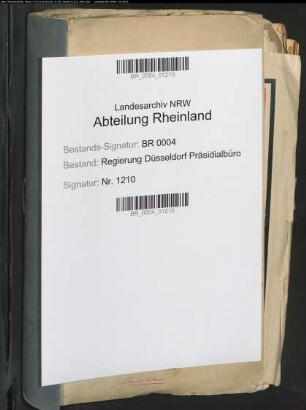 BR_0004_01210
Landesarchiv NRW
Abteilung Rheinland
Bestands-Signatur: BR 0004
Bestand: Regierung Düsseldorf Präsidialbüro
Signatur: Nr. 1210
BR_0004_01210